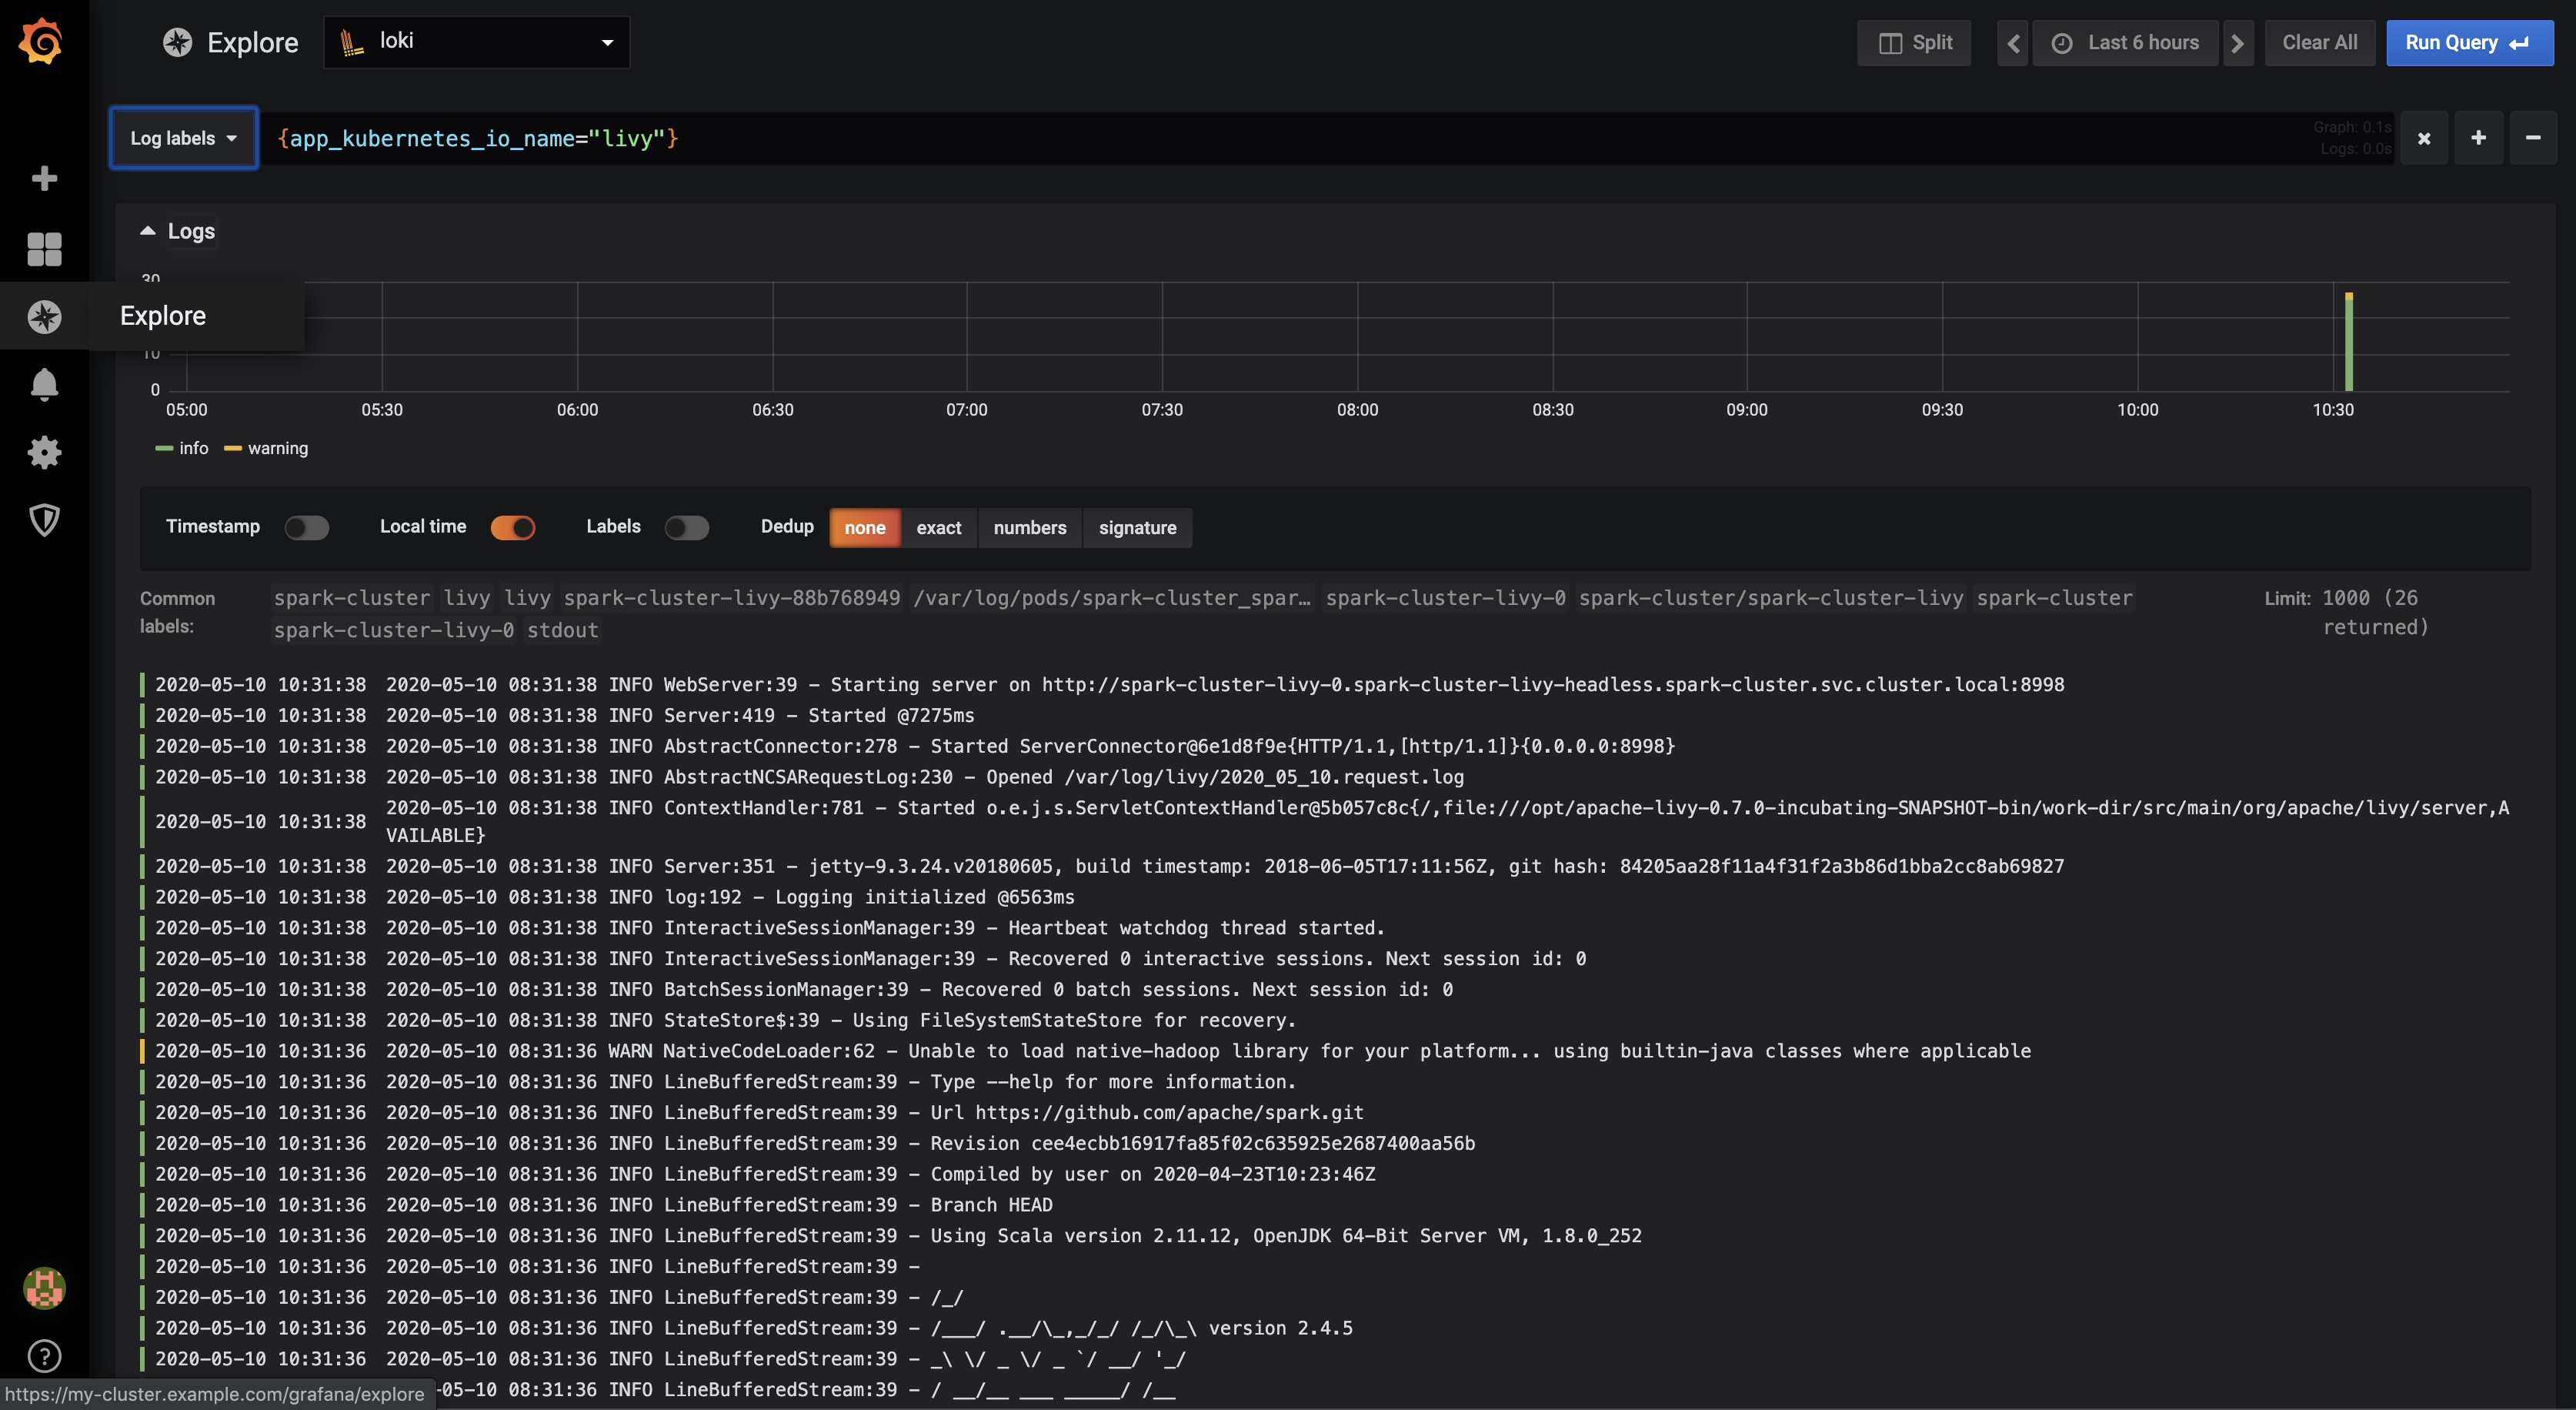 Explore loki Split Last 6 hours Clear All Run Query
Log labels {app_kubernetes_io_name="livy"} Graph: 0.1s
Logs: 0.0s
Logs
30
Explore
10
0
05:00 05:30 06:00 06:30 07:00 07:30 08:00 08:30 09:00 09:30 10:00 10:30
info warning
Timestamp Local time Labels Dedup none exact numbers signature
Common labels: spark-cluster livy livy spark-cluster-livy-88b768949 /var/log/pods/spark-cluster_spar… spark-cluster-livy-0 spark-cluster/spark-cluster-livy spark-cluster Limit: 1000 (26 returned)
spark-cluster-livy-0 stdout
2020-05-10 10:31:38 2020-05-10 08:31:38 INFO WebServer:39 - Starting server on http://spark-cluster-livy-0.spark-cluster-livy-headless.spark-cluster.svc.cluster.local:8998
2020-05-10 10:31:38 2020-05-10 08:31:38 INFO Server:419 - Started @7275ms
2020-05-10 10:31:38 2020-05-10 08:31:38 INFO AbstractConnector:278 - Started ServerConnector@6e1d8f9e{HTTP/1.1,[http/1.1]}{0.0.0.0:8998}
2020-05-10 10:31:38 2020-05-10 08:31:38 INFO AbstractNCSARequestLog:230 - Opened /var/log/livy/2020_05_10.request.log
2020-05-10 10:31:38 2020-05-10 08:31:38 INFO ContextHandler:781 - Started o.e.j.s.ServletContextHandler@5b057c8c{/,file:///opt/apache-livy-0.7.0-incubating-SNAPSHOT-bin/work-dir/src/main/org/apache/livy/server,A
VAILABLE}
2020-05-10 10:31:38 2020-05-10 08:31:38 INFO Server:351 - jetty-9.3.24.v20180605, build timestamp: 2018-06-05T17:11:56Z, git hash: 84205aa28f11a4f31f2a3b86d1bba2cc8ab69827
2020-05-10 10:31:38 2020-05-10 08:31:38 INFO log:192 - Logging initialized @6563ms
2020-05-10 10:31:38 2020-05-10 08:31:38 INFO InteractiveSessionManager:39 - Heartbeat watchdog thread started.
2020-05-10 10:31:38 2020-05-10 08:31:38 INFO InteractiveSessionManager:39 - Recovered 0 interactive sessions. Next session id: 0
2020-05-10 10:31:38 2020-05-10 08:31:38 INFO BatchSessionManager:39 - Recovered 0 batch sessions. Next session id: 0
2020-05-10 10:31:38 2020-05-10 08:31:38 INFO StateStore$:39 - Using FileSystemStateStore for recovery.
2020-05-10 10:31:36 2020-05-10 08:31:36 WARN NativeCodeLoader:62 - Unable to load native-hadoop library for your platform... using builtin-java classes where applicable
2020-05-10 10:31:36 2020-05-10 08:31:36 INFO LineBufferedStream:39 - Type --help for more information.
2020-05-10 10:31:36 2020-05-10 08:31:36 INFO LineBufferedStream:39 - Url https://github.com/apache/spark.git
2020-05-10 10:31:36 2020-05-10 08:31:36 INFO LineBufferedStream:39 - Revision cee4ecbb16917fa85f02c635925e2687400aa56b
2020-05-10 10:31:36 2020-05-10 08:31:36 INFO LineBufferedStream:39 - Compiled by user on 2020-04-23T10:23:46Z
2020-05-10 10:31:36 2020-05-10 08:31:36 INFO LineBufferedStream:39 - Branch HEAD
2020-05-10 10:31:36 2020-05-10 08:31:36 INFO LineBufferedStream:39 - Using Scala version 2.11.12, OpenJDK 64-Bit Server VM, 1.8.0_252
2020-05-10 10:31:36 2020-05-10 08:31:36 INFO LineBufferedStream:39 -
2020-05-10 10:31:36 2020-05-10 08:31:36 INFO LineBufferedStream:39 - /_/
2020-05-10 10:31:36 2020-05-10 08:31:36 INFO LineBufferedStream:39 - /___/ .__/\_,_/_/ /_/\_\ version 2.4.5
2020-05-10 10:31:36 2020-05-10 08:31:36 INFO LineBufferedStream:39 - _\ \/ _ \/ _ `/ __/ '_/
https://my-cluster.example.com/grafana/explore -05-10 08:31:36 INFO LineBufferedStream:39 - / __/__ ___ _____/ /__